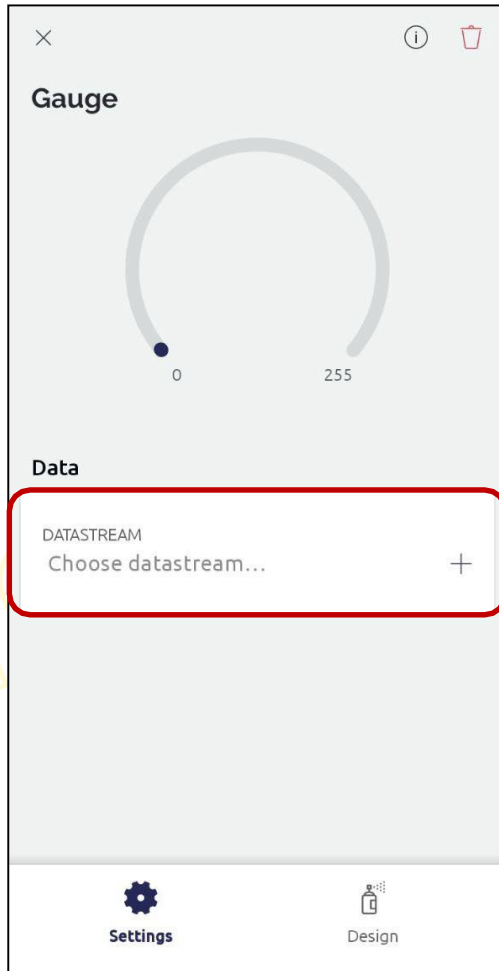 Gauge
0 255
Data
DATASTREAM
Choose datastream...
Settings Design